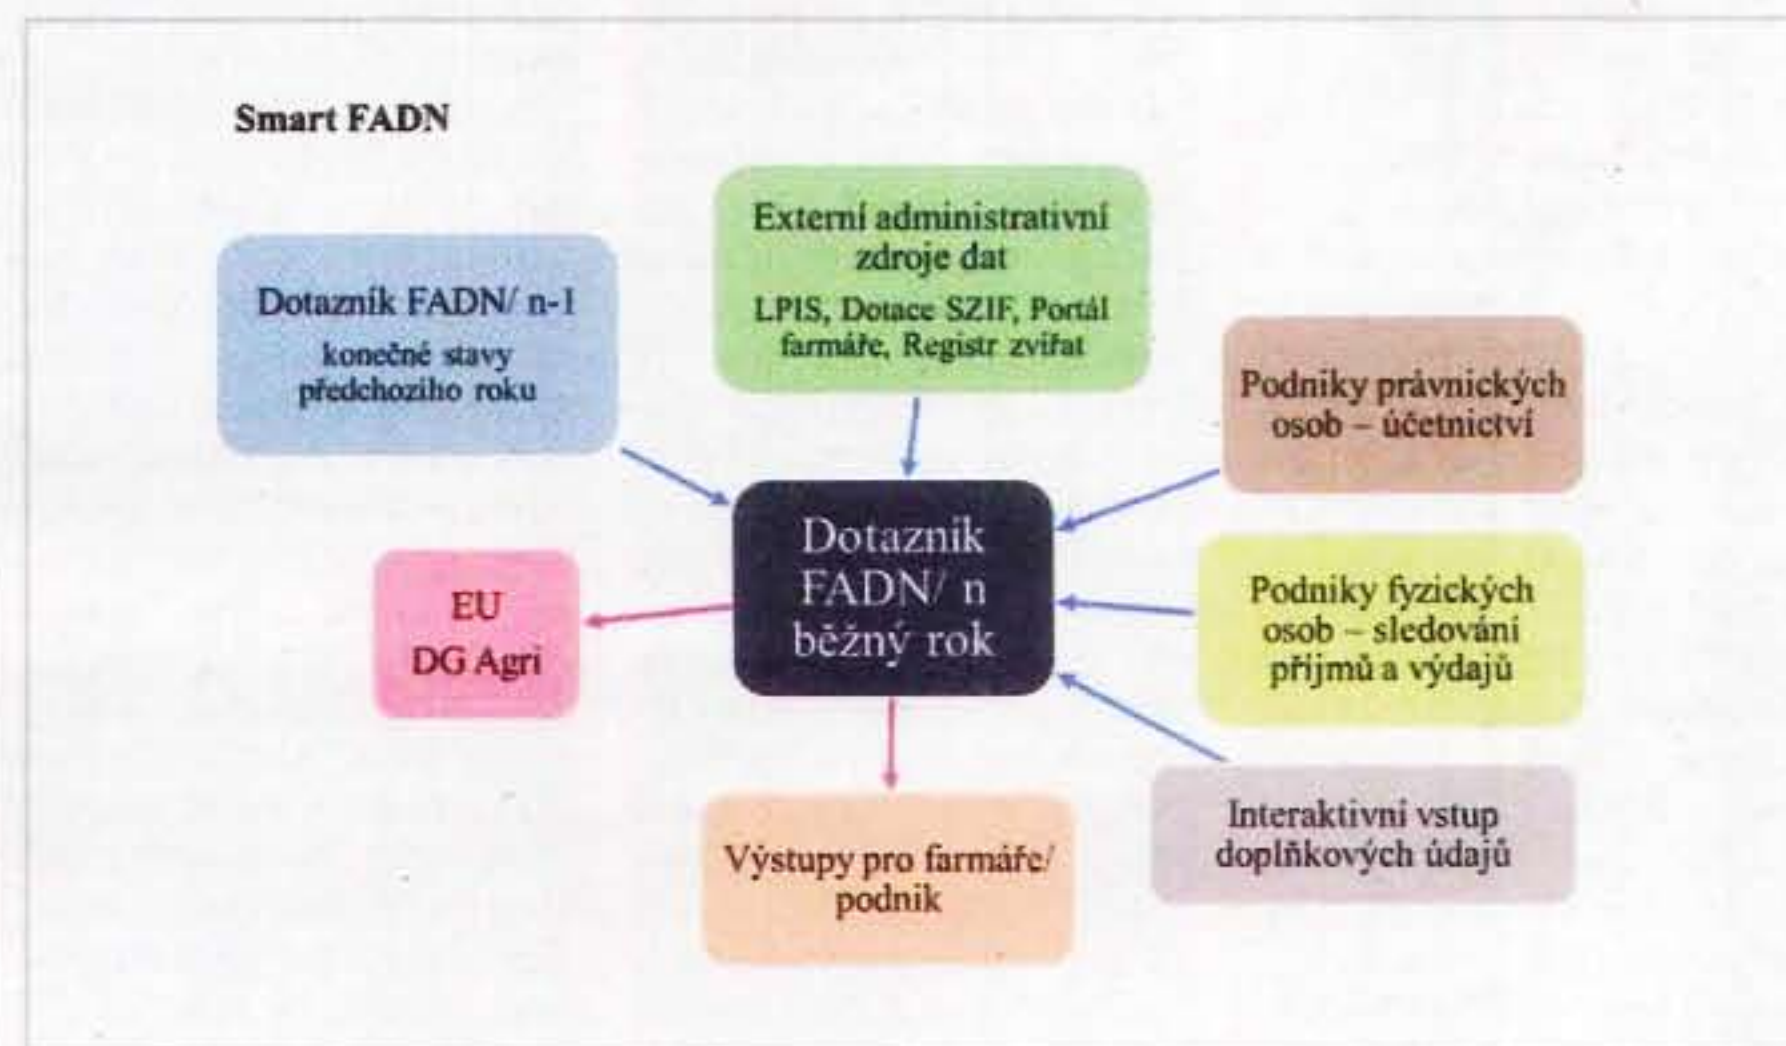 Smart FADN
Externí administrativní
zdroje dat
LPIS, Dotace SZIF, Portál
farmáře, Registr zvířat
Dotazník FADN/ n-1
konečné stavy
předchozího roku
Podniky právnických
osob – účetnictví
Dotazník
FADN/ n
běžný rok
EU
DG Agri
Podniky fyzických
osob – sledování
příjmů a výdajů
Interaktivní vstup
doplňkových údajů
Výstupy pro farmáře/
podnik